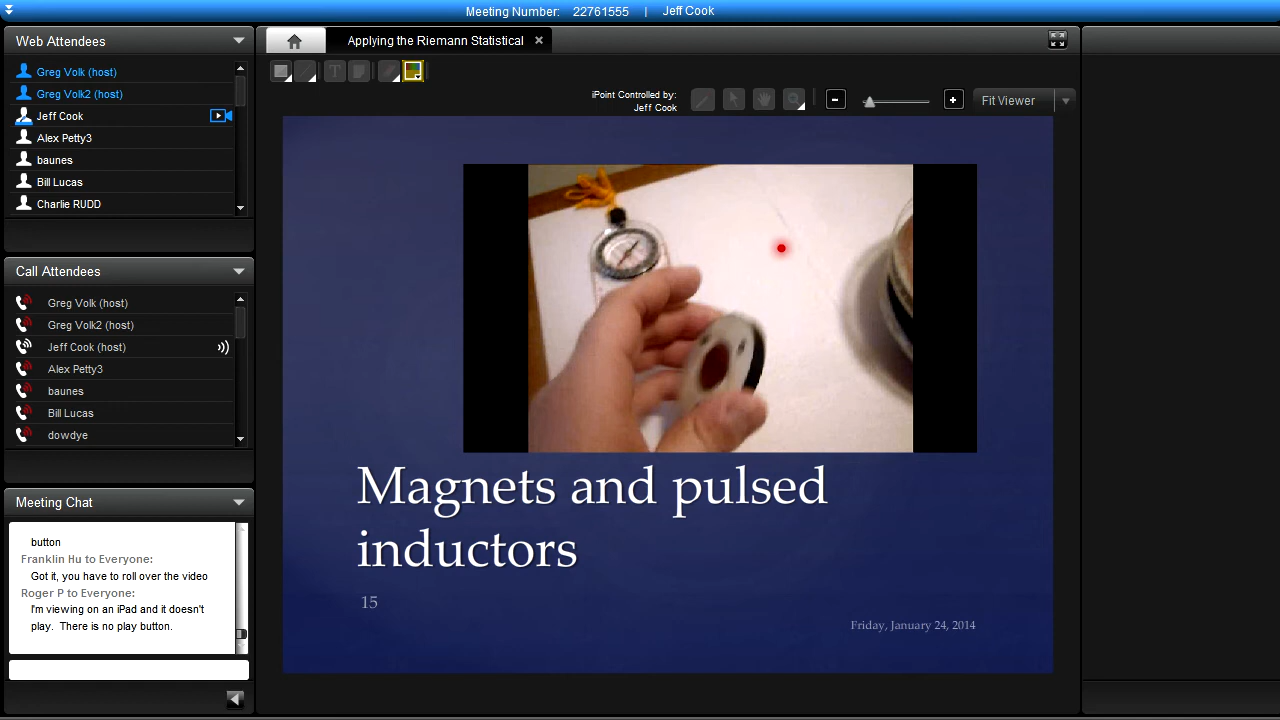 Meeting Number: 22761555 | Jeff Cook
Web Attendees
Greg Volk (host)
Greg Volk2 (host)
Jeff Cook
Alex Petty3
baunes
Bill Lucas
Charlie RUDD
Call Attendees
Greg Volk (host)
Greg Volk2 (host)
Jeff Cook (host)
Alex Petty3
baunes
Bill Lucas
dowdye
Meeting Chat
button
Franklin Hu to Everyone:
Got it, you have to roll over the video
Roger P to Everyone:
I'm viewing on an iPad and it doesn't
play. There is no play button.
Applying the Riemann Statistical
iPoint Controlled by:
Jeff Cook
Fit Viewer
Magnets and pulsed
inductors
15
Friday, January 24, 2014